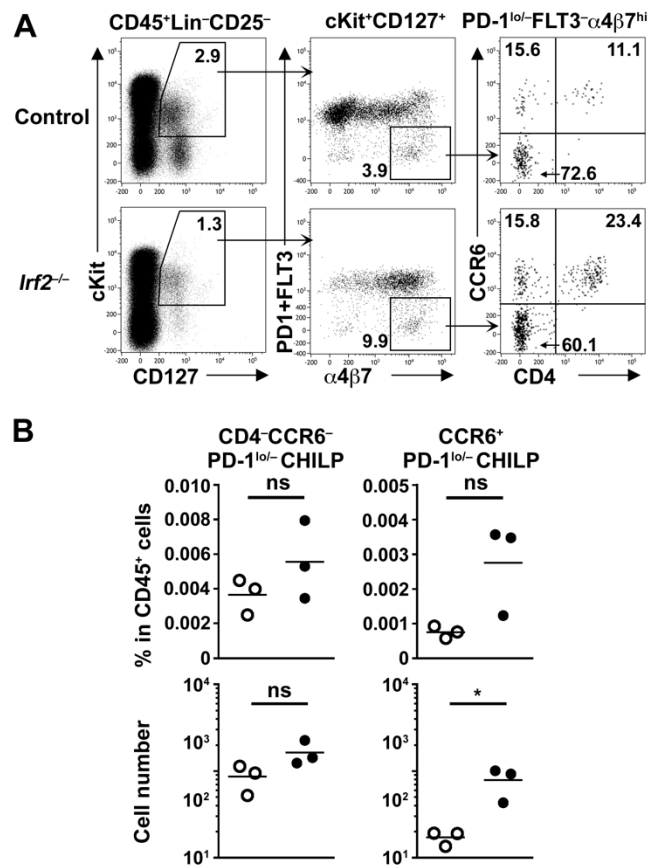 A
CD45⁺Lin⁻CD25⁻
cKit⁺CD127⁺
PD-1ˡᵒ/⁻FLT3⁻α4β7ʰⁱ
Control
2.9
3.9
15.6
11.1
72.6
Irf2⁻/⁻
1.3
9.9
15.8
23.4
60.1
cKit
PD1+FLT3
CCR6
CD127
α4β7
CD4
B
CD4⁻CCR6⁻
PD-1ˡᵒ/⁻ CHILP
CCR6⁺
PD-1ˡᵒ/⁻ CHILP
% in CD45⁺ cells
0.010
0.008
0.006
0.004
0.002
0
ns
0.005
0.004
0.003
0.002
0.001
0
ns
Cell number
10⁴
10³
10²
10¹
ns
10⁴
10³
10²
10¹
*